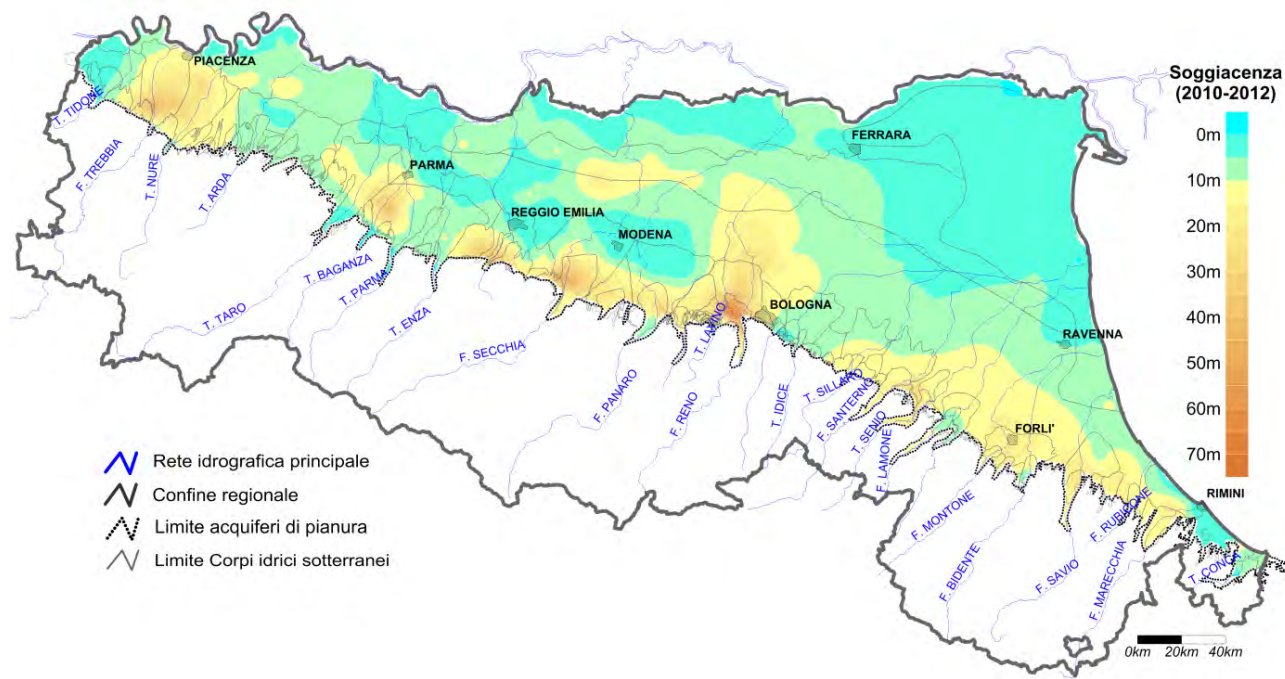 PIACENZA
T. TIDONE
F. TREBBIA
T. NURE
T. ARDA
PARMA
REGGIO EMILIA
MODENA
FERRARA
BOLOGNA
RAVENNA
FORLI'
RIMINI
T. TARO
T. BAGANZA
T. PARMA
T. ENZA
F. SECCHIA
F. PANARO
T. LAVINO
F. RENO
T. IDICE
T. SILLARO
F. SANTERNO
T. SENIO
F. LAMONE
F. MONTONE
F. BIDENTE
F. SAVIO
F. RUBICONE
F. MARECCHIA
T. CONCA
Soggiacenza
(2010-2012)
0m
10m
20m
30m
40m
50m
60m
70m
Rete idrografica principale
Confine regionale
Limite acquiferi di pianura
Limite Corpi idrici sotterranei
0km 20km 40km